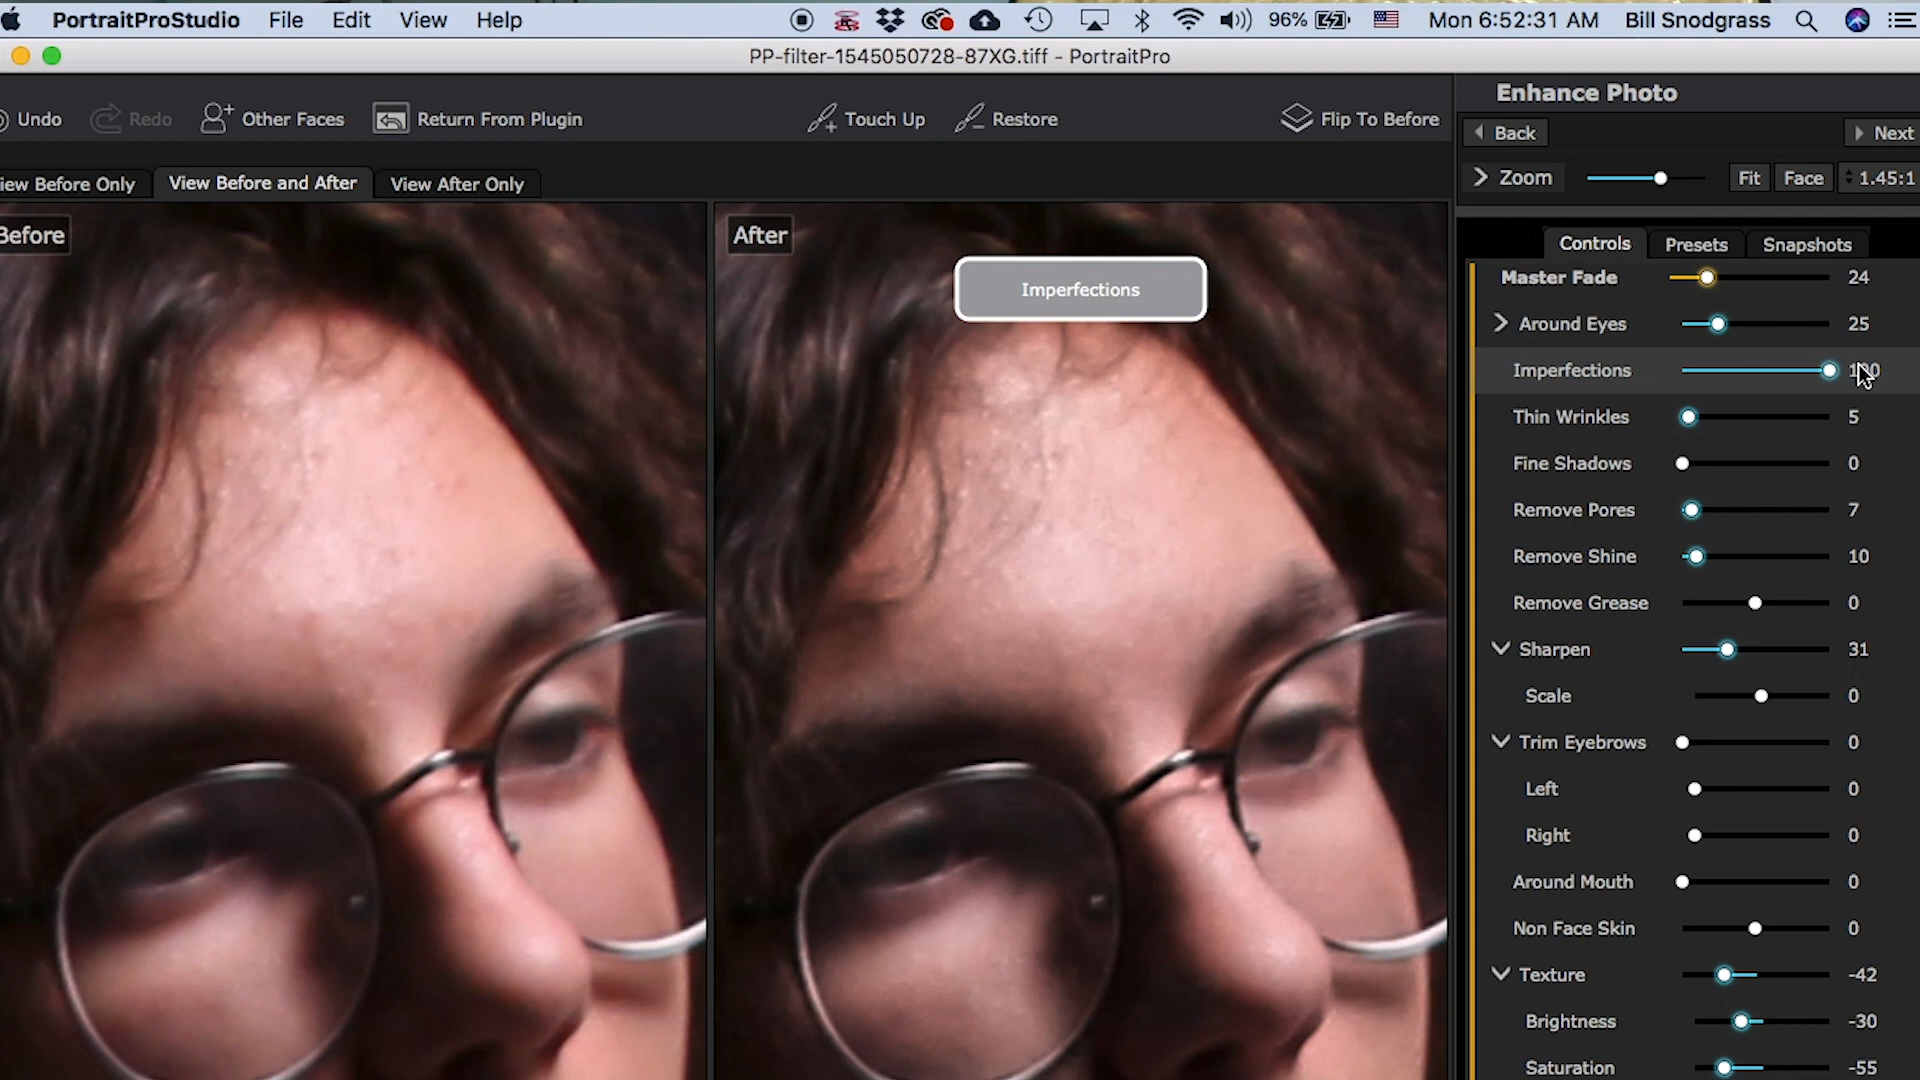 PortraitProStudio File Edit View Help 96% Mon 6:52:31 AM Bill Snodgrass
PP-filter-1545050728-87XG.tiff - PortraitPro
Undo Redo Other Faces Return From Plugin Touch Up Restore Flip To Before
Enhance Photo
Back Next
iew Before Only View Before and After View After Only
Zoom Fit Face 1.45:1
Before After
Imperfections
Controls Presets Snapshots
Master Fade 24
Around Eyes 25
Imperfections
Thin Wrinkles 5
Fine Shadows 0
Remove Pores 7
Remove Shine 10
Remove Grease 0
Sharpen 31
Scale 0
Trim Eyebrows 0
Left 0
Right 0
Around Mouth 0
Non Face Skin 0
Texture -42
Brightness -30
Saturation -55